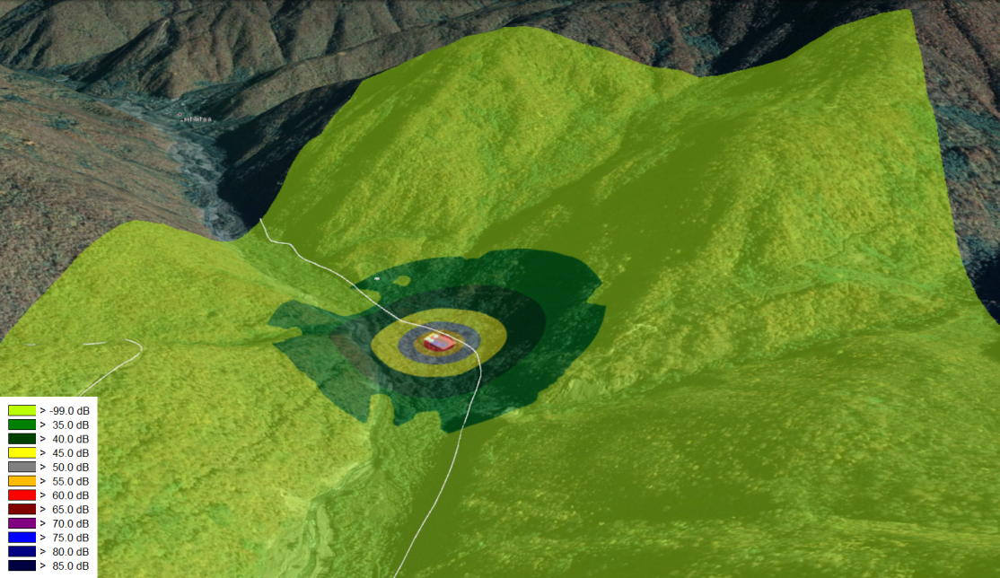 > -99.0 dB
> 35.0 dB
> 40.0 dB
> 45.0 dB
> 50.0 dB
> 55.0 dB
> 60.0 dB
> 65.0 dB
> 70.0 dB
> 75.0 dB
> 80.0 dB
> 85.0 dB